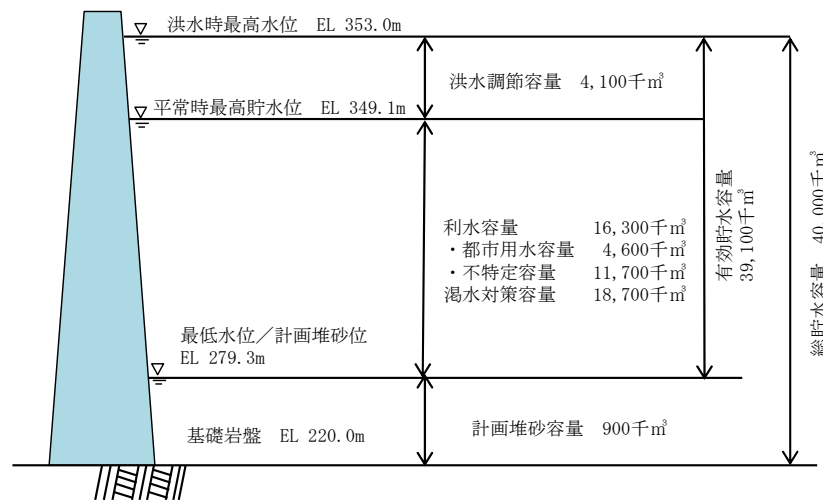 洪水時最高水位 EL 353.0m
洪水調節容量 4,100千㎥
平常時最高貯水位 EL 349.1m
利水容量 16,300千㎥
・都市用水容量 4,600千㎥
・不特定容量 11,700千㎥
渇水対策容量 18,700千㎥
有効貯水容量
39,100千㎥
総貯水容量 40,000千㎥
最低水位／計画堆砂位
EL 279.3m
基礎岩盤 EL 220.0m
計画堆砂容量 900千㎥